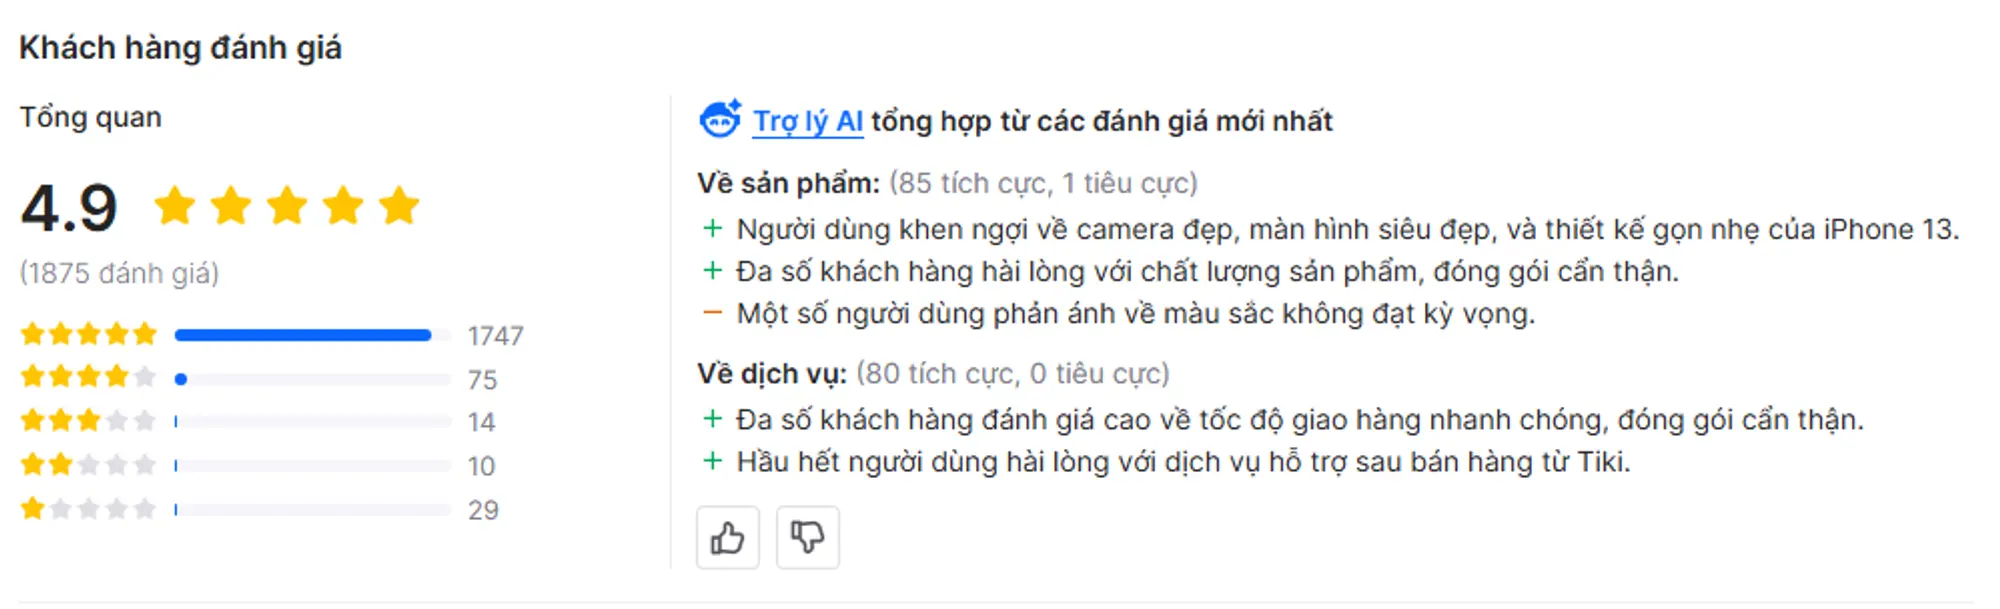 Khách hàng đánh giá
Tổng quan
4.9
(1875 đánh giá)
1747
75
14
10
29
Trợ lý AI tổng hợp từ các đánh giá mới nhất
Về sản phẩm: (85 tích cực, 1 tiêu cực)
+ Người dùng khen ngợi về camera đẹp, màn hình siêu đẹp, và thiết kế gọn nhẹ của iPhone 13.
+ Đa số khách hàng hài lòng với chất lượng sản phẩm, đóng gói cẩn thận.
− Một số người dùng phản ánh về màu sắc không đạt kỳ vọng.
Về dịch vụ: (80 tích cực, 0 tiêu cực)
+ Đa số khách hàng đánh giá cao về tốc độ giao hàng nhanh chóng, đóng gói cẩn thận.
+ Hầu hết người dùng hài lòng với dịch vụ hỗ trợ sau bán hàng từ Tiki.